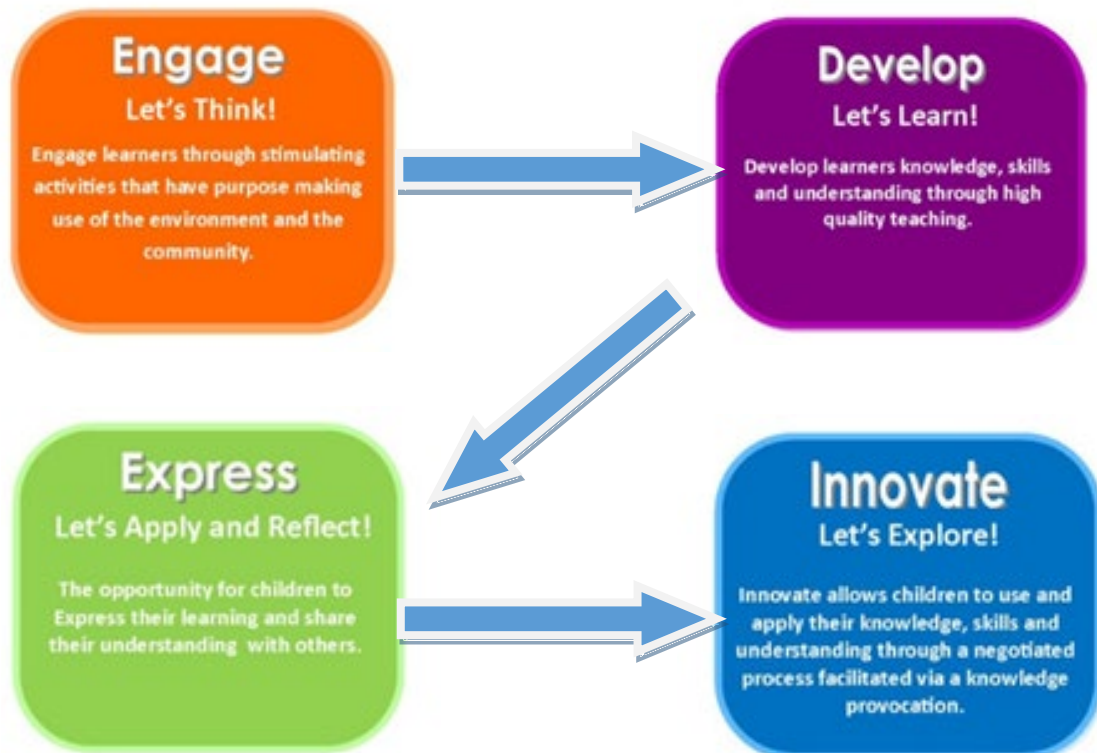 Engage
Let's Think!
Engage learners through stimulating
activities that have purpose making
use of the environment and the
community.
Develop
Let's Learn!
Develop learners knowledge, skills
and understanding through high
quality teaching.
Express
Let's Apply and Reflect!
The opportunity for children to
Express their learning and share
their understanding with others.
Innovate
Let's Explore!
Innovate allows children to use and
apply their knowledge, skills and
understanding through a negotiated
process facilitated via a knowledge
provocation.